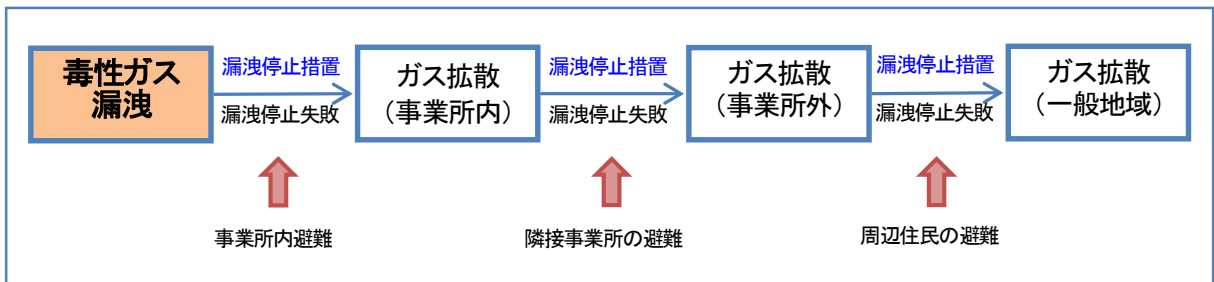 毒性ガス
漏洩
漏洩停止措置
漏洩停止失敗
ガス拡散
（事業所内）
漏洩停止措置
漏洩停止失敗
ガス拡散
（事業所外）
漏洩停止措置
漏洩停止失敗
ガス拡散
（一般地域）
事業所内避難
隣接事業所の避難
周辺住民の避難